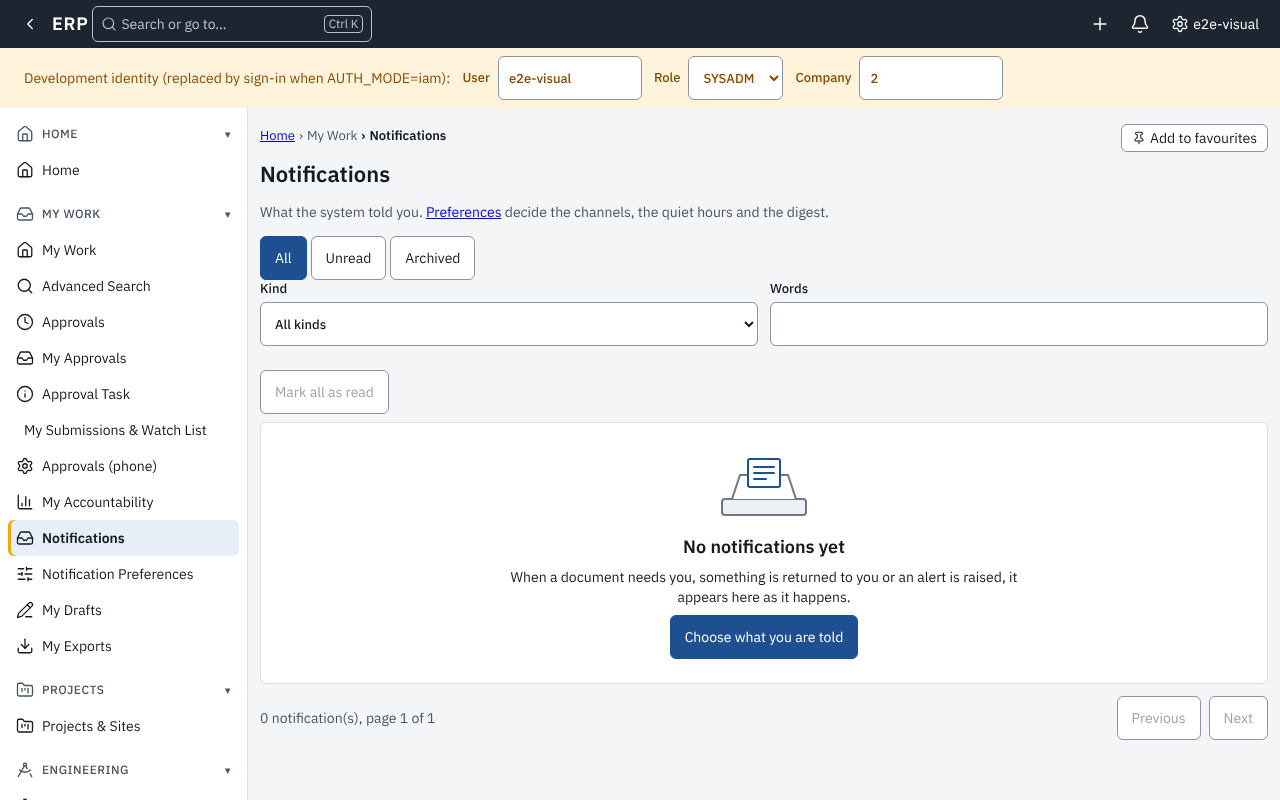 ERP
Search or go to...
Ctrl K
e2e-visual
Development identity (replaced by sign-in when AUTH_MODE=iam):
User
e2e-visual
Role
SYSADM
Company
2
HOME
Home
MY WORK
My Work
Advanced Search
Approvals
My Approvals
Approval Task
My Submissions & Watch List
Approvals (phone)
My Accountability
Notifications
Notification Preferences
My Drafts
My Exports
PROJECTS
Projects & Sites
ENGINEERING
Home › My Work › Notifications
Add to favourites
Notifications
What the system told you. Preferences decide the channels, the quiet hours and the digest.
All
Unread
Archived
Kind
All kinds
Words
Mark all as read
No notifications yet
When a document needs you, something is returned to you or an alert is raised, it
appears here as it happens.
Choose what you are told
0 notification(s), page 1 of 1
Previous
Next